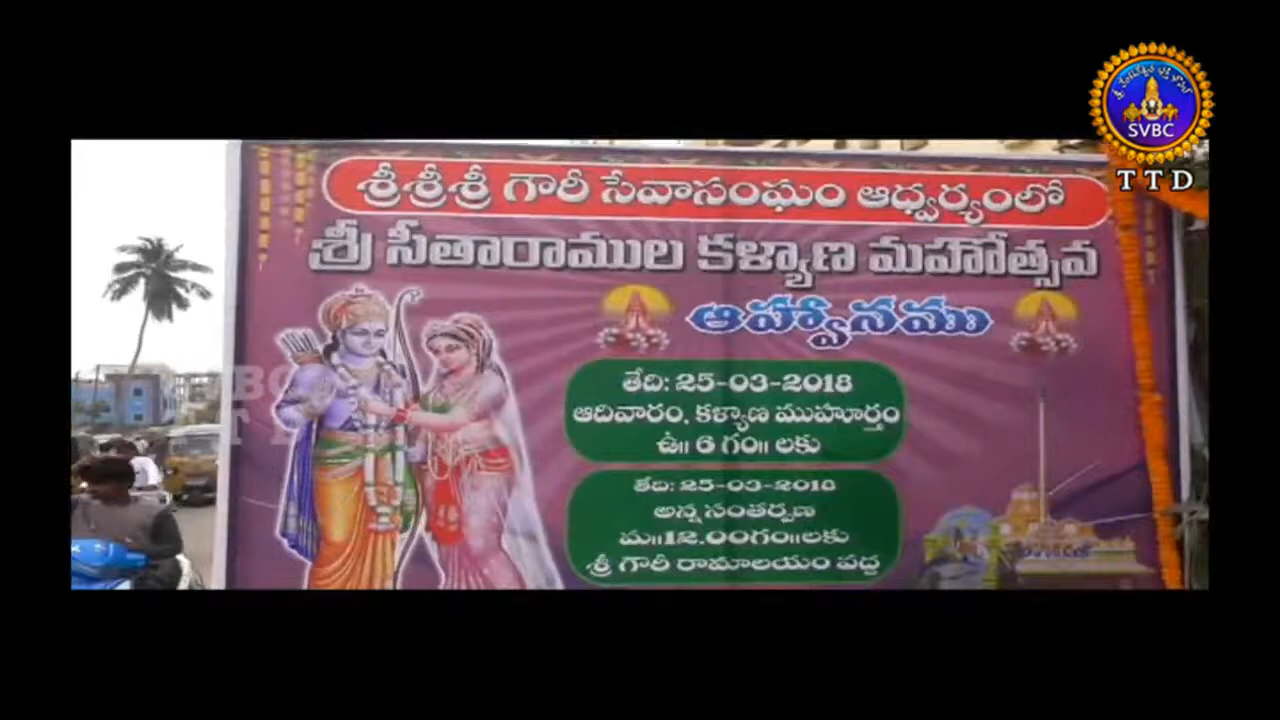 శ్రీశ్రీశ్రీ గౌరీ సేవాసంఘం ఆధ్వర్యంలో
శ్రీ సీతారాముల కళ్యాణ మహోత్సవ
ఆహ్వానము
తేది: 25-03-2018
ఆదివారం, కళ్యాణ ముహూర్తం
ఉ॥ 6 గం॥ లకు
తేది: 25-03-2018
అన్న సంతర్పణ
మ॥12.00గం॥లకు
శ్రీ గౌరీ రామాలయం వద్ద
SVBC
TTD